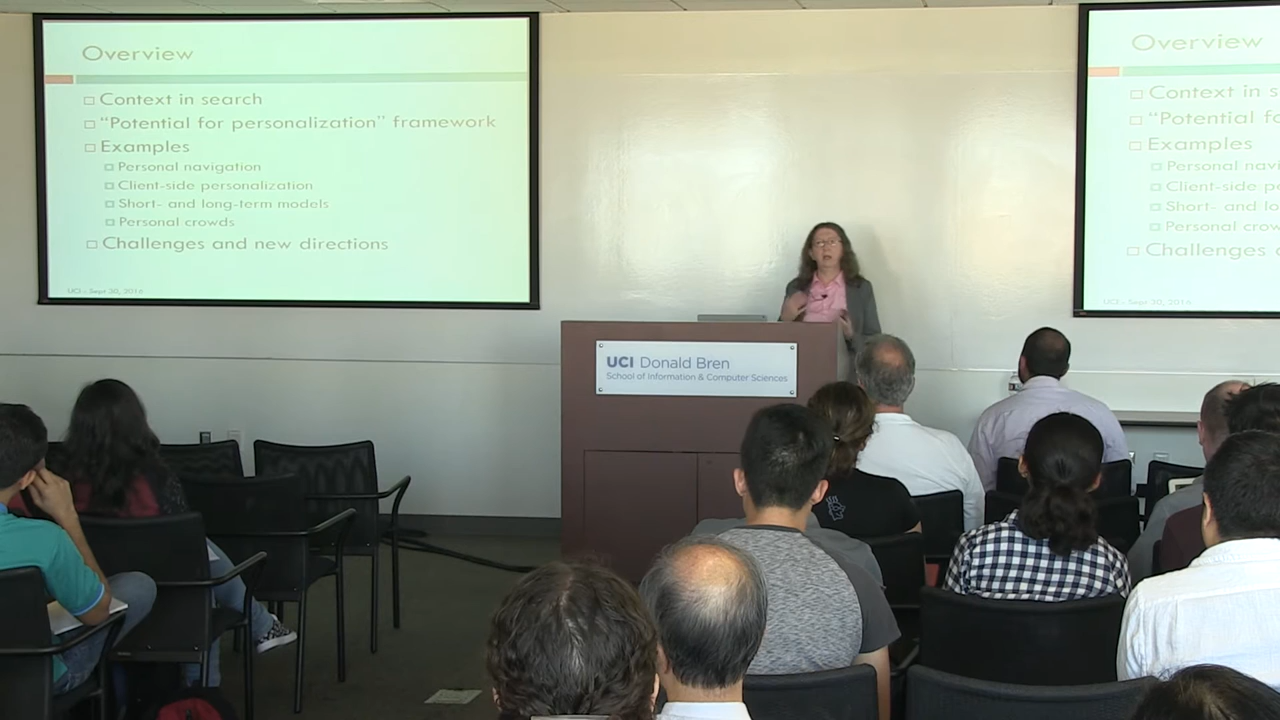 Overview
Context in search
"Potential for personalization" framework
Examples
Personal navigation
Client-side personalization
Short- and long-term models
Personal crowds
Challenges and new directions
UCI - Sept 30, 2016
UCI Donald Bren
School of Information & Computer Sciences
Overview
Context in s
"Potential fo
Examples
Personal navi
Client-side p
Short- and lo
Personal crow
Challenges a
UCI - Sept 30, 2016